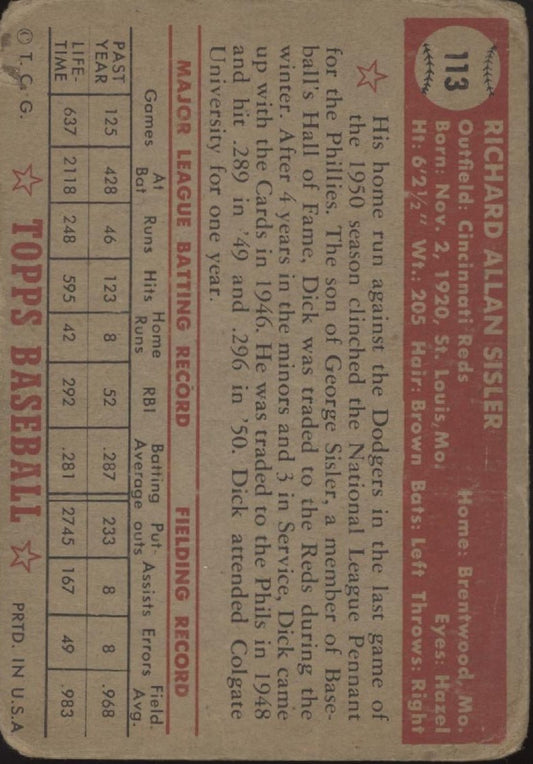 113
RICHARD ALLAN SISLER
Outfield: Cincinnati Reds Home: Brentwood, Mo.
Born: Nov. 2, 1920, St. Louis, Mo. Eyes: Hazel
Ht: 6'2½" Wt.: 205 Hair: Brown Bats: Left Throws: Right
His home run against the Dodgers in the last game of
the 1950 season clinched the National League Pennant
for the Phillies. The son of George Sisler, a member of Base-
ball's Hall of Fame, Dick was traded to the Reds during the
winter. After 4 years in the minors and 3 in Service, Dick came
up with the Cards in 1946. He was traded to the Phils in 1948
and hit .289 in '49 and .296 in '50. Dick attended Colgate
University for one year.
MAJOR LEAGUE BATTING RECORD FIELDING RECORD
Games At Bat Runs Hits Home Runs RBI Batting Average Put outs Assists Errors Field. Avg.
PAST YEAR 125 428 46 123 8 52 .287 233 8 8 .968
LIFE-TIME 637 2118 248 595 42 292 .281 2745 167 49 .983
© T. C. G. ☆ TOPPS BASEBALL ☆ PRTD. IN U.S.A